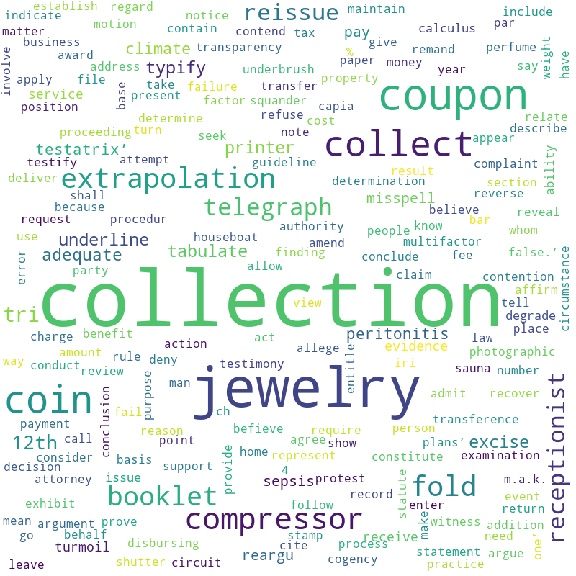 establish regard notice include
indicate motion contain maintain
matter reissue contend tax pay par
business calculus
award climate transparency give remand perfume say weight have
involve address typify underbrush paper money
apply file take failure transfer % year
service present factor squander property coupon
position base determine refuse capia
proceeding turn seek note cost collect relate
testify testatrix’ printer appear describe
deliver attempt guideline result complaint ability
extrapolation determination section
shall misspell reverse
because telegraph believe bar reveal
request procedur authority
use underline houseboat people know whom
adequate tabulate finding amend multifactor false.’
error party allow conclude fee contention circumstance
tri collection claim affirm
charge benefit view tell
act peritonitis law degrade
way amount action allege evidence place
rule deny photographic
conduct review testimony entitle iri sauna number
coin purpose man jewelry admit recover
conclusion fail ch person transference receptionist
payment reason befieve require
12th call point agree show plans’ excise
consider basis home represent constitute
decision support provide 4 examination
attorney issue sepsis protest statute m.a.k.
exhibit booklet follow record fold event
mean argument prove compressor enter make return
go behalf stamp receive witness addition one’
turmoil disbursing reargu cite process statement need argue
leave shutter circuit cogency practice